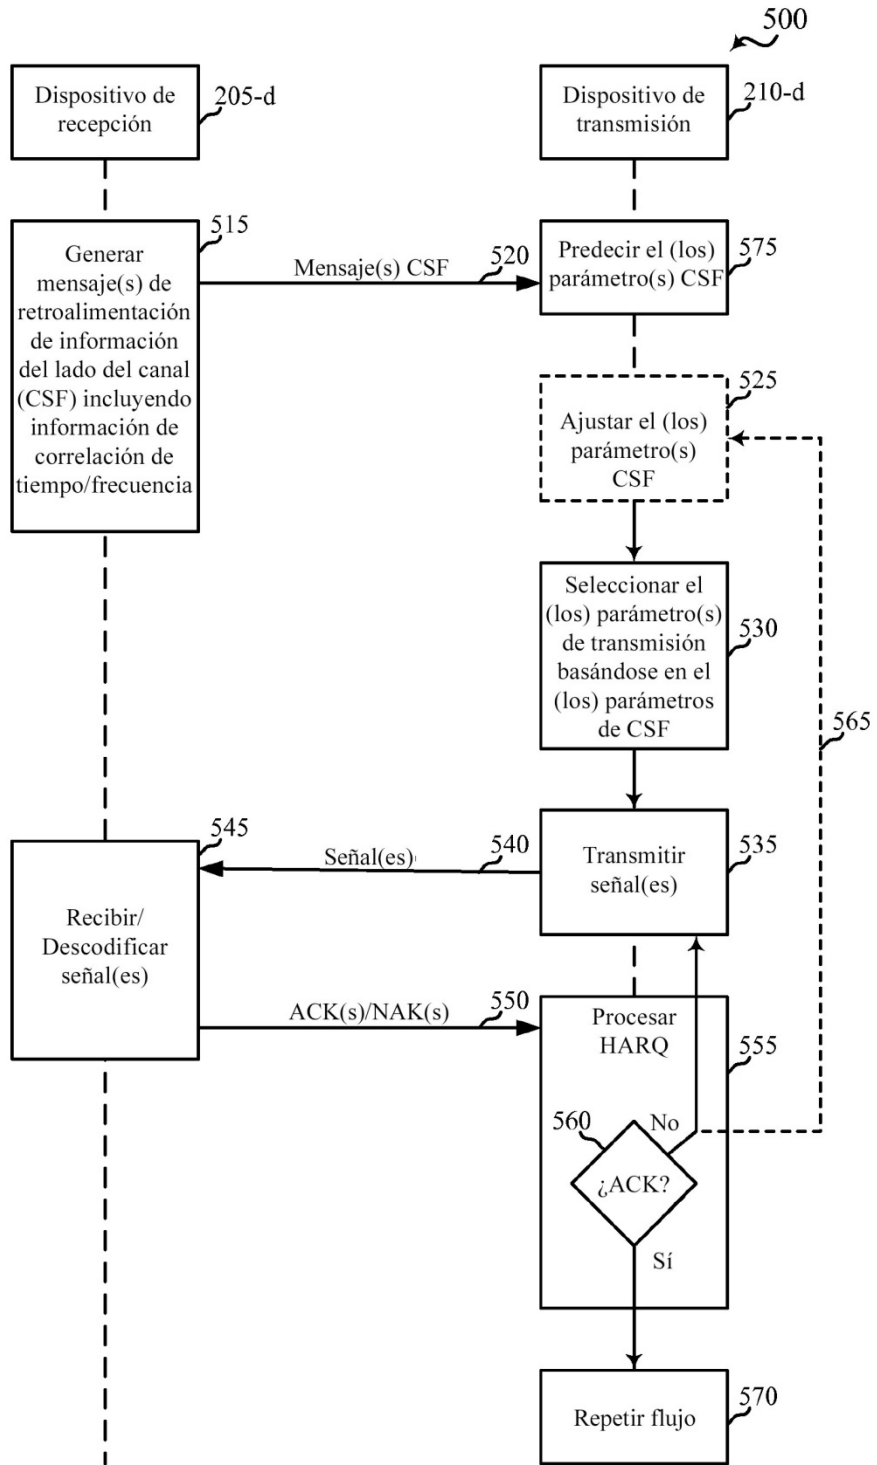 500
Dispositivo de
recepción
205-d
Dispositivo de
transmisión
210-d
515
Generar
mensaje(s) de
retroalimentación
de información
del lado del canal
(CSF) incluyendo
información de
correlación de
tiempo/frecuencia
Mensaje(s) CSF
520
Predecir el (los)
parámetro(s) CSF
575
525
Ajustar el (los)
parámetro(s)
CSF
Seleccionar el
(los) parámetro(s)
de transmisión
basándose en el
(los) parámetros
de CSF
530
565
545
Señal(es)
540
Transmitir
señal(es)
535
Recibir/
Descodificar
señal(es)
ACK(s)/NAK(s)
550
Procesar
HARQ
555
560
No
¿ACK?
Sí
Repetir flujo
570